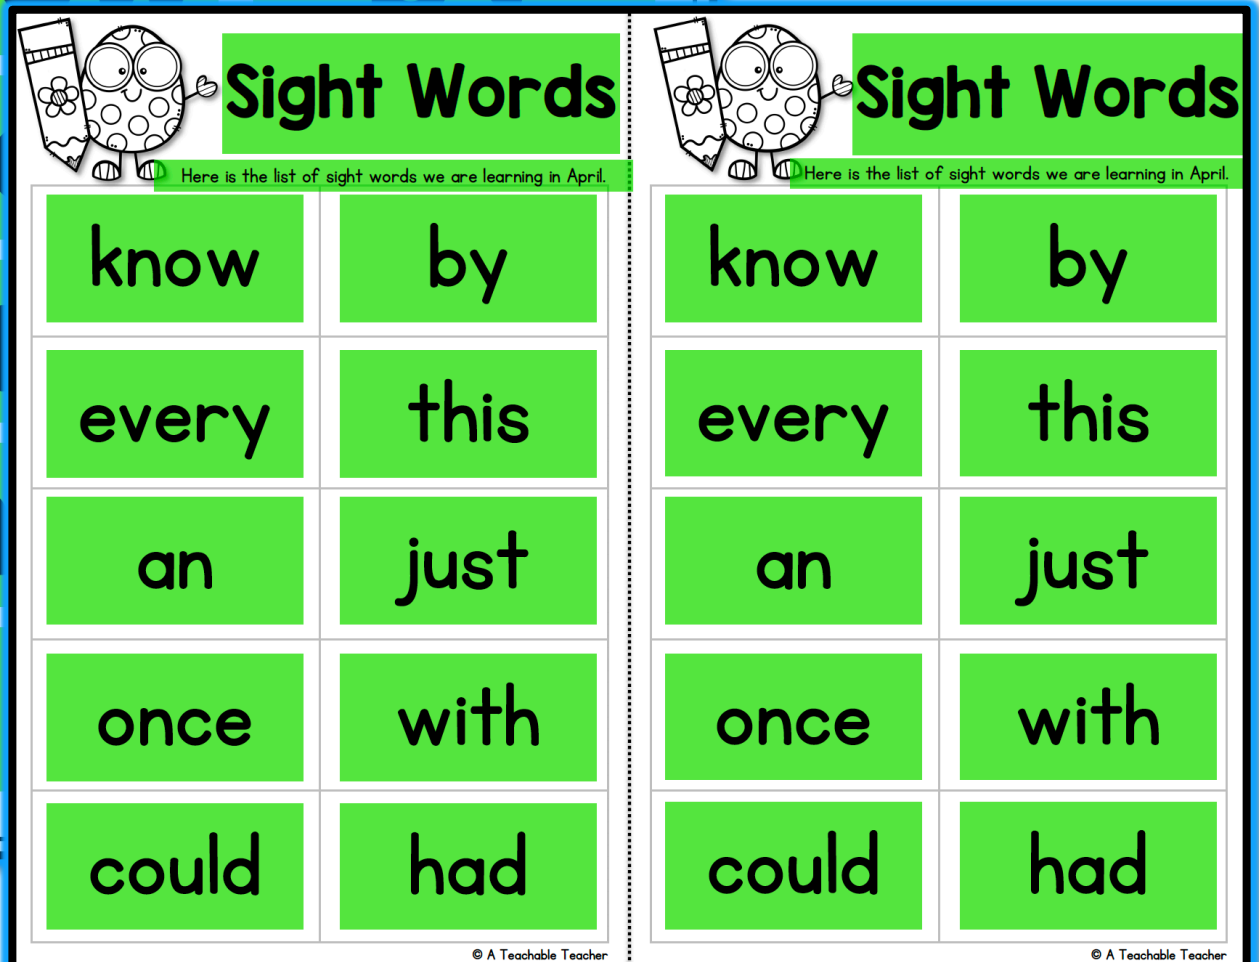 Sight Words
Here is the list of sight words we are learning in April.
know by
every this
an just
once with
could had
© A Teachable Teacher
Sight Words
Here is the list of sight words we are learning in April.
know by
every this
an just
once with
could had
© A Teachable Teacher